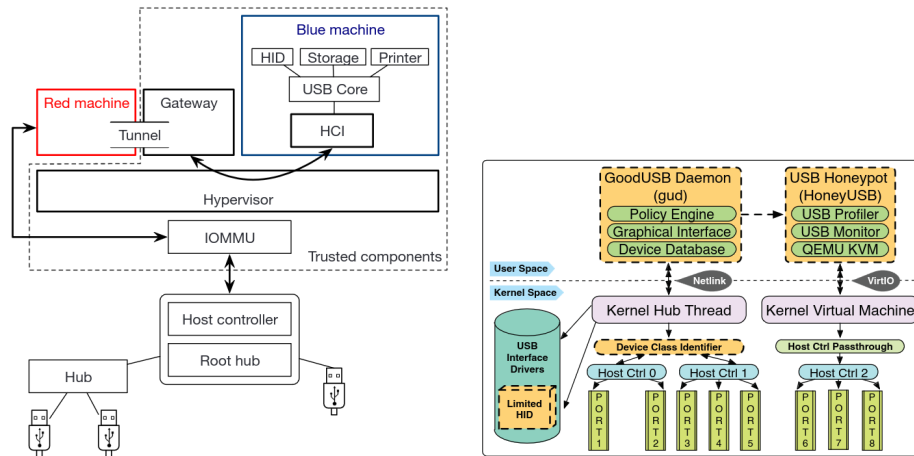 Blue machine
HID
Storage
Printer
USB Core
Red machine
Gateway
Tunnel
HCI
Hypervisor
IOMMU
Trusted components
Host controller
Root hub
Hub
GoodUSB Daemon
(gud)
Policy Engine
Graphical Interface
Device Database
USB Honeypot
(HoneyUSB)
USB Profiler
USB Monitor
QEMU KVM
User Space
Netlink
VirtIO
Kernel Space
Kernel Hub Thread
Kernel Virtual Machine
USB
Interface
Drivers
Limited
HID
Device Class Identifier
Host Ctrl Passthrough
Host Ctrl 0
Host Ctrl 1
Host Ctrl 2
PORT1
PORT2
PORT3
PORT4
PORT5
PORT6
PORT7
PORT8